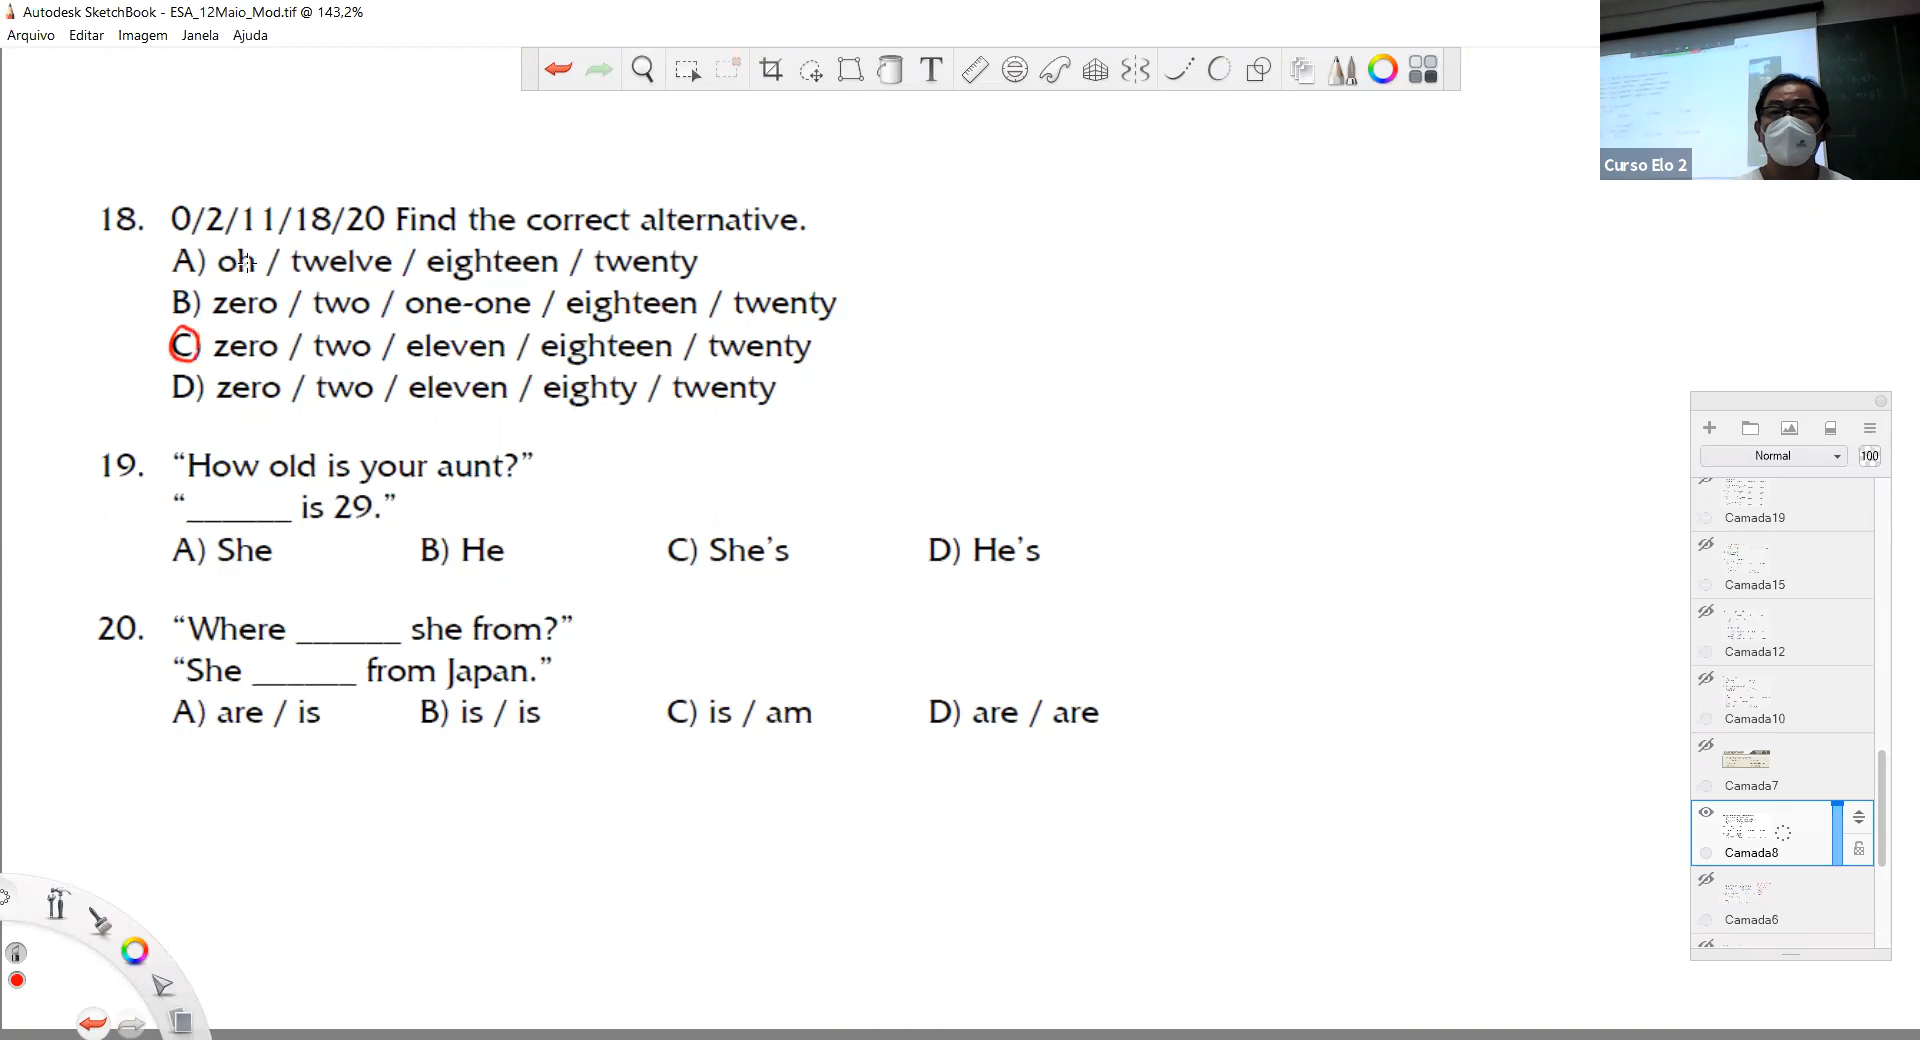 Autodesk SketchBook - ESA_12Maio_Mod.tif @ 143,2%
Arquivo Editar Imagem Janela Ajuda
Curso Elo 2
18. 0/2/11/18/20 Find the correct alternative.
A) oh / twelve / eighteen / twenty
B) zero / two / one-one / eighteen / twenty
C) zero / two / eleven / eighteen / twenty
D) zero / two / eleven / eighty / twenty
19. “How old is your aunt?”
“______ is 29.”
A) She B) He C) She’s D) He’s
20. “Where ______ she from?”
“She ______ from Japan.”
A) are / is B) is / is C) is / am D) are / are
Normal 100
Camada19
Camada15
Camada12
Camada10
Camada7
Camada8
Camada6